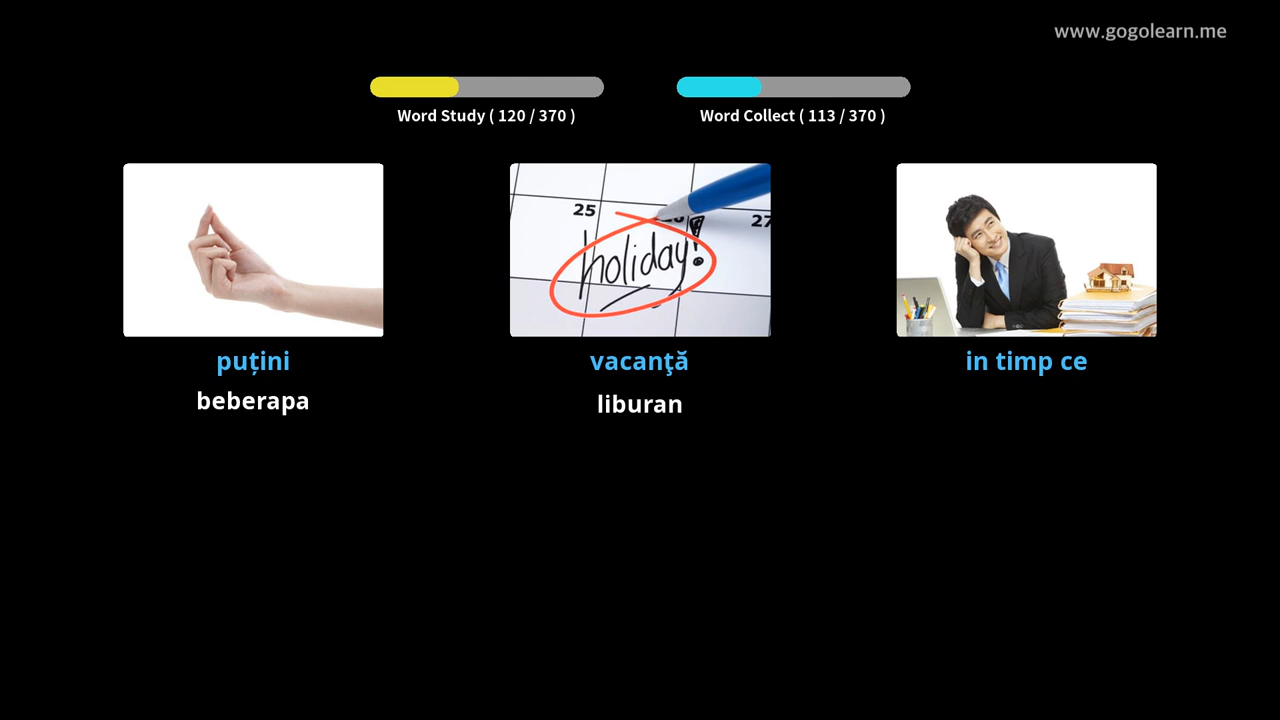 www.gogolearn.me
Word Study ( 120 / 370 )
Word Collect ( 113 / 370 )
25
27
holiday!
puțini
vacanţă
in timp ce
beberapa
liburan